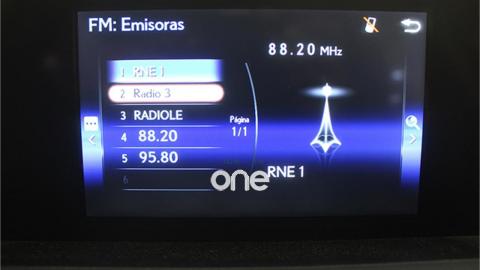 FM: Emisoras
88.20 MHz
1 RNE 1
2 Radio 3
3 RADIOLE
4 88.20
5 95.80
6
Página
1/1
RNE 1
one